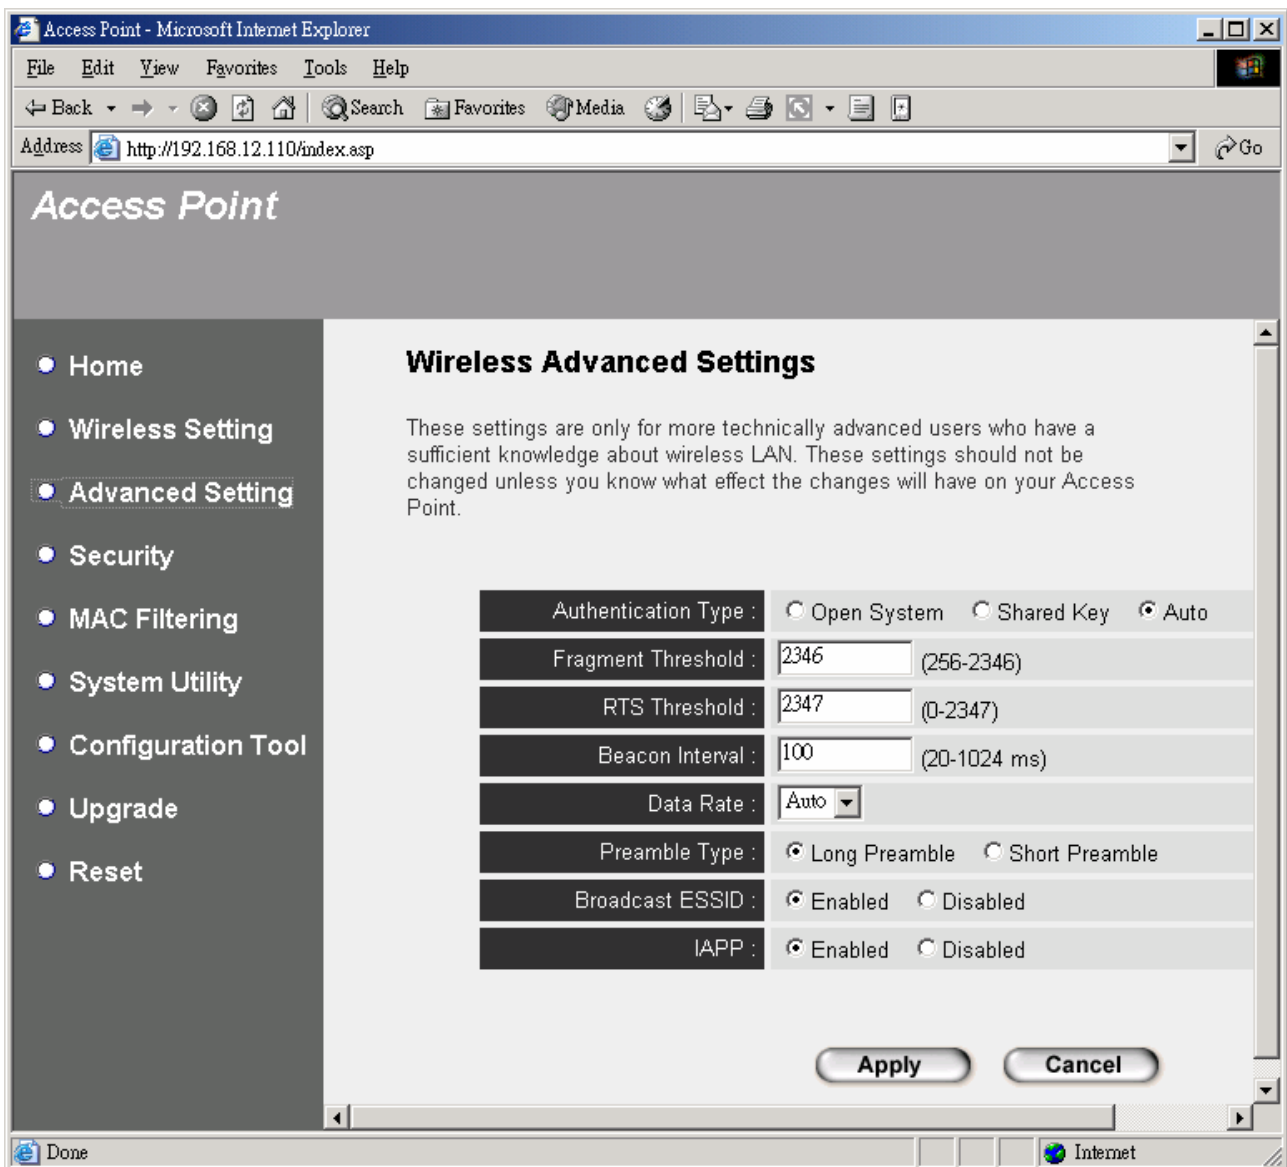 Access Point - Microsoft Internet Explorer
File Edit View Favorites Tools Help
Back Search Favorites Media
Address http://192.168.12.110/index.asp Go
Access Point
Home
Wireless Setting
Advanced Setting
Security
MAC Filtering
System Utility
Configuration Tool
Upgrade
Reset
Wireless Advanced Settings
These settings are only for more technically advanced users who have a
sufficient knowledge about wireless LAN. These settings should not be
changed unless you know what effect the changes will have on your Access
Point.
Authentication Type : Open System Shared Key Auto
Fragment Threshold : 2346 (256-2346)
RTS Threshold : 2347 (0-2347)
Beacon Interval : 100 (20-1024 ms)
Data Rate : Auto
Preamble Type : Long Preamble Short Preamble
Broadcast ESSID : Enabled Disabled
IAPP : Enabled Disabled
Apply Cancel
Done Internet